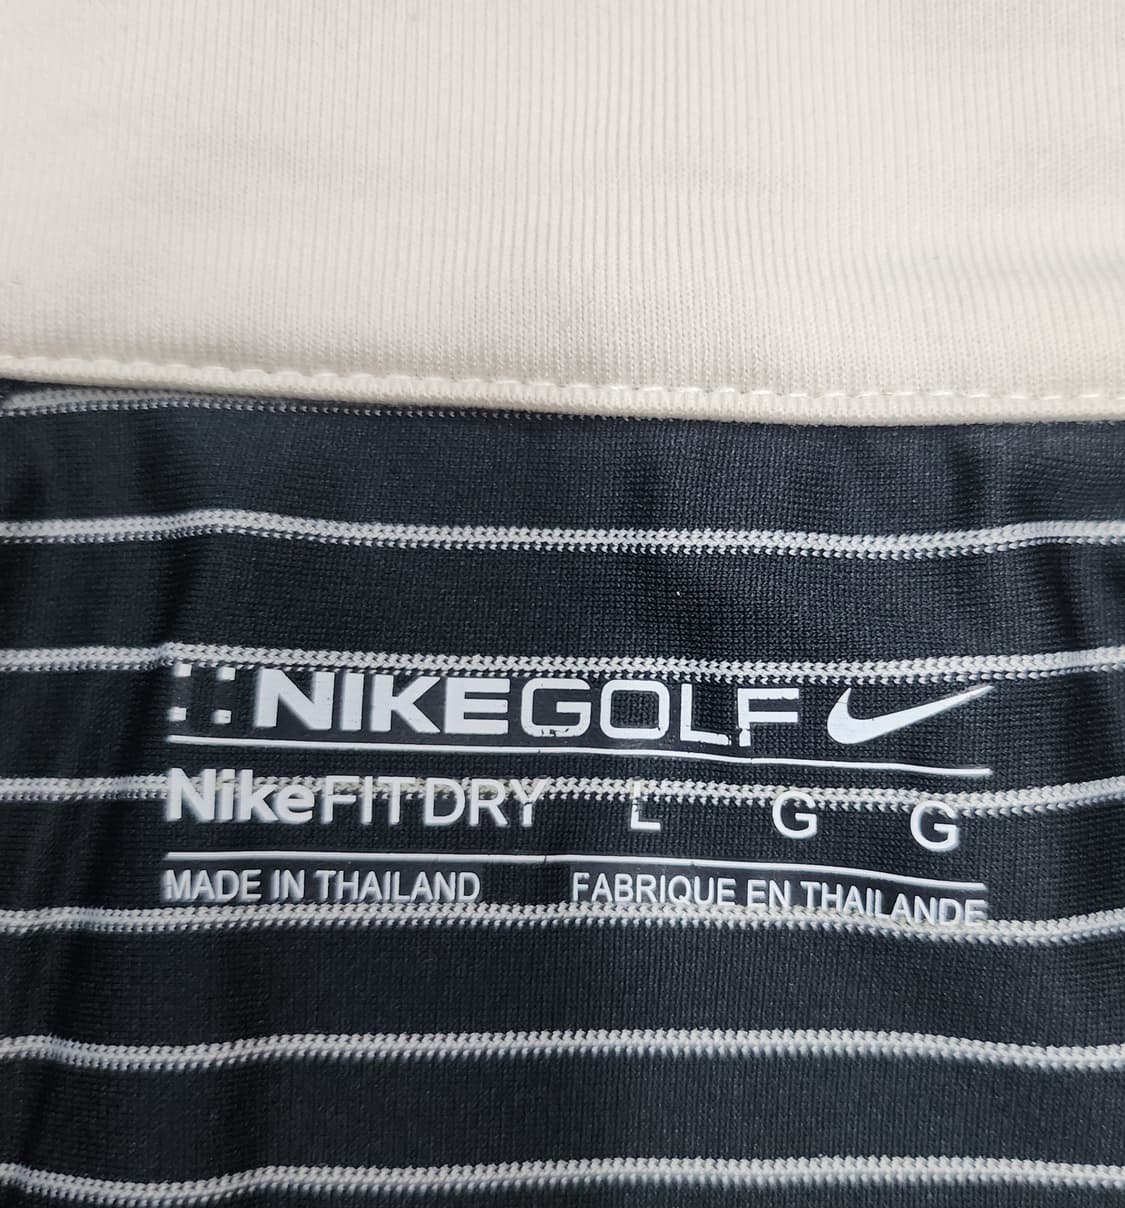 NIKEGOLF
NikeFITDRY L G G
MADE IN THAILAND FABRIQUE EN THAILANDE